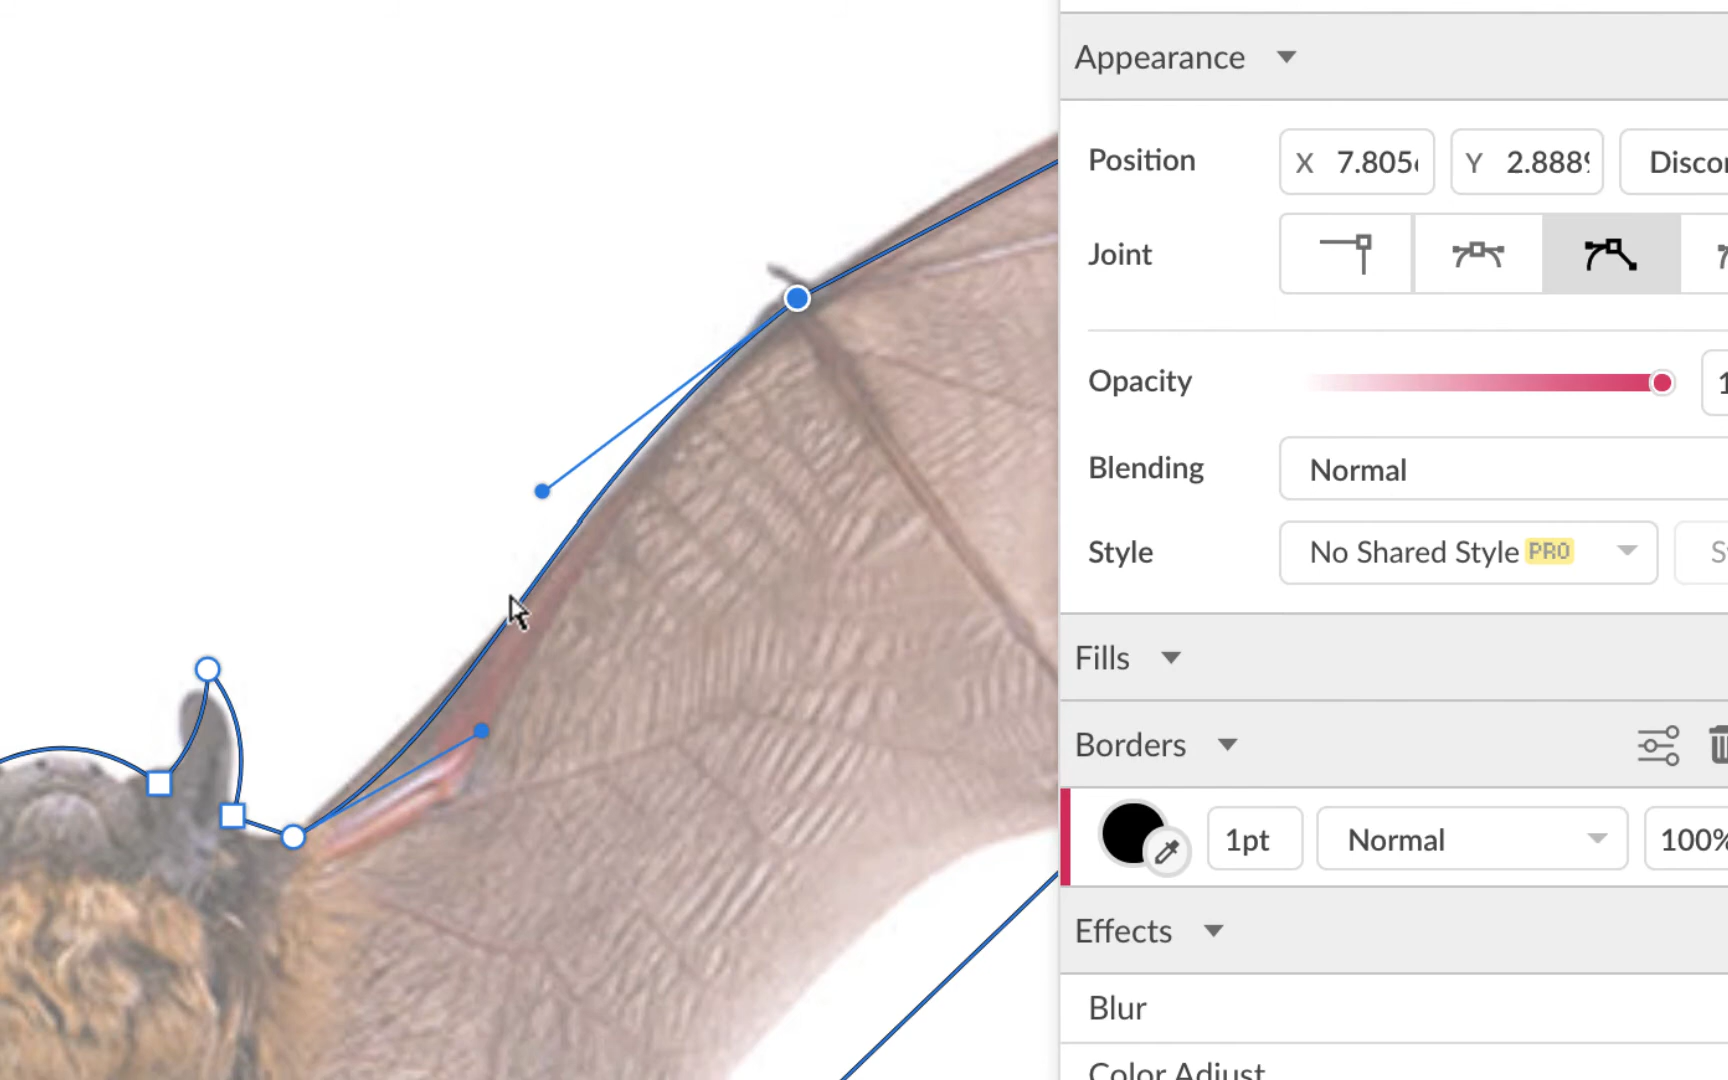 Appearance
Position X 7.805 Y 2.888
Joint
Opacity
Blending Normal
Style No Shared Style PRO
Fills
Borders
1pt Normal 100%
Effects
Blur
Color Adjust